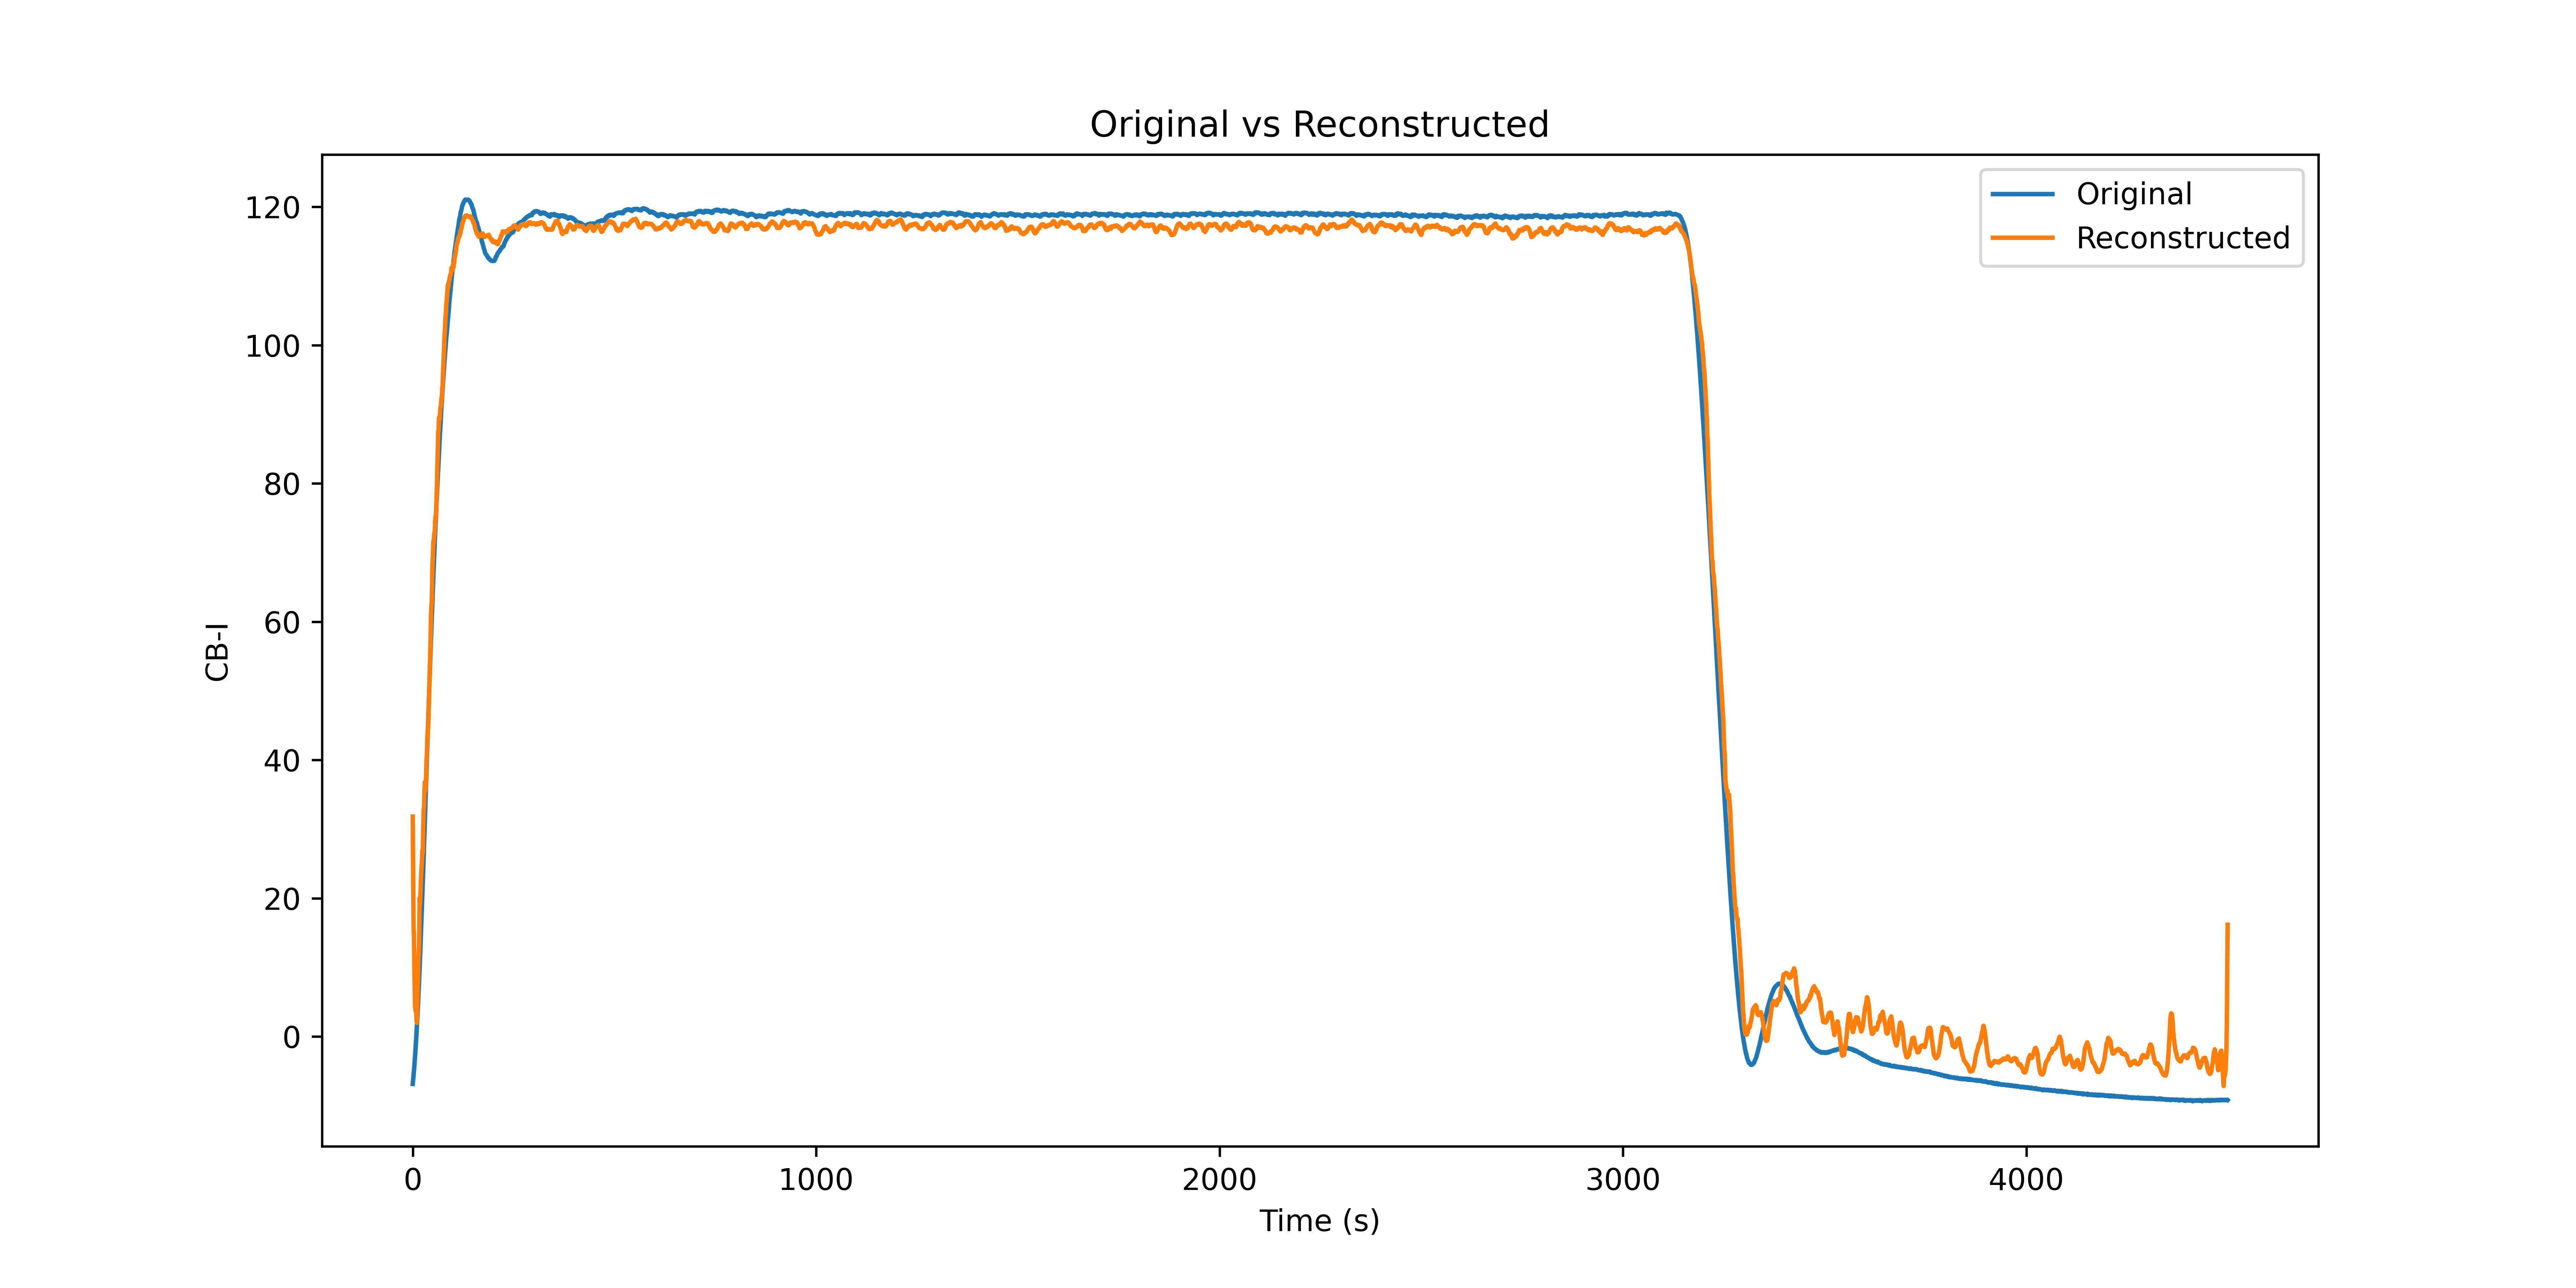 Original vs Reconstructed
Original
Reconstructed
120
100
80
60
40
20
0
CB-I
0 1000 2000 3000 4000
Time (s)